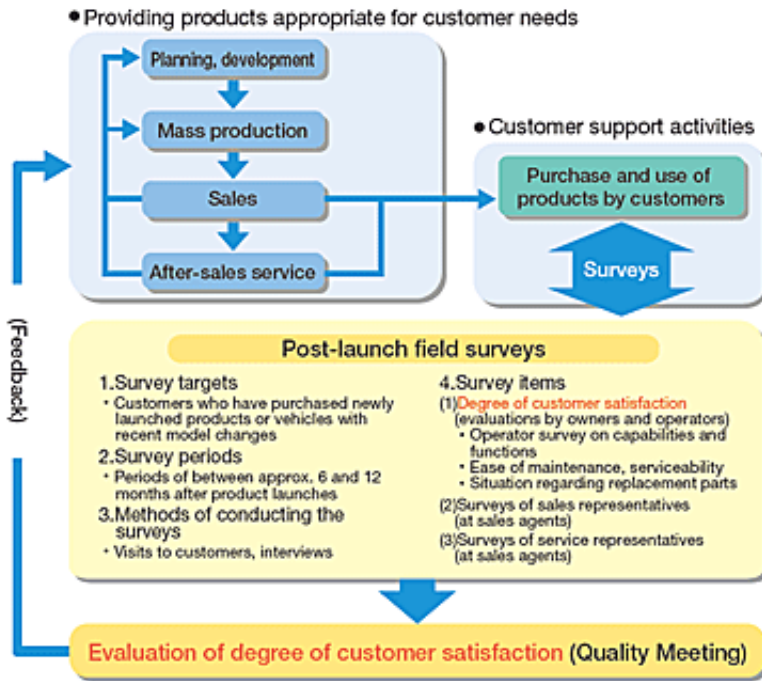 ●Providing products appropriate for customer needs
Planning, development
Mass production
Sales
After-sales service
●Customer support activities
Purchase and use of
products by customers
Surveys
(Feedback)
Post-launch field surveys
1.Survey targets
・Customers who have purchased newly
launched products or vehicles with
recent model changes
2.Survey periods
・Periods of between approx. 6 and 12
months after product launches
3.Methods of conducting the
surveys
・Visits to customers, interviews
4.Survey items
(1)Degree of customer satisfaction
(evaluations by owners and operators)
・Operator survey on capabilities and
functions
・Ease of maintenance, serviceability
・Situation regarding replacement parts
(2)Surveys of sales representatives
(at sales agents)
(3)Surveys of service representatives
(at sales agents)
Evaluation of degree of customer satisfaction (Quality Meeting)